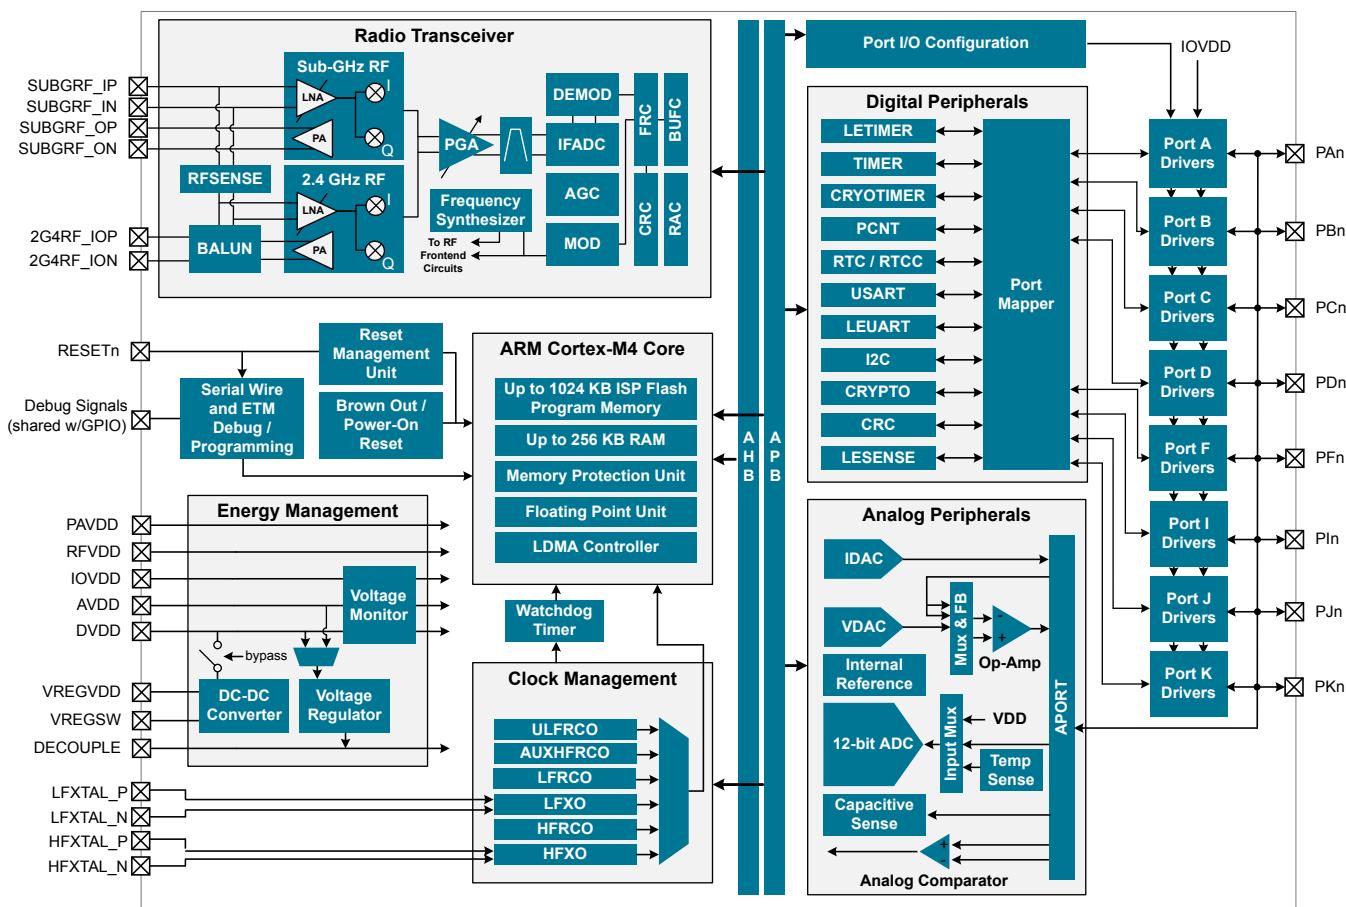 Radio Transceiver
SUBGRF_IP
SUBGRF_IN
SUBGRF_OP
SUBGRF_ON
2G4RF_IOP
2G4RF_ION
Sub-GHz RF
LNA
I
PA
Q
RFSENSE
2.4 GHz RF
LNA
I
PA
Q
BALUN
PGA
Frequency
Synthesizer
To RF
Frontend
Circuits
DEMOD
IFADC
AGC
MOD
FRC
BUFC
CRC
RAC
RESETn
Debug Signals
(shared w/GPIO)
Reset
Management
Unit
Serial Wire
and ETM
Debug /
Programming
Brown Out /
Power-On
Reset
ARM Cortex-M4 Core
Up to 1024 KB ISP Flash
Program Memory
Up to 256 KB RAM
Memory Protection Unit
Floating Point Unit
LDMA Controller
Watchdog
Timer
Energy Management
PAVDD
RFVDD
IOVDD
AVDD
DVDD
VREGVDD
VREGSW
DECOUPLE
Voltage
Monitor
bypass
DC-DC
Converter
Voltage
Regulator
Clock Management
ULFRCO
AUXHFRCO
LFRCO
LFXO
HFRCO
HFXO
LFXTAL_P
LFXTAL_N
HFXTAL_P
HFXTAL_N
A
H
B
A
P
B
Port I/O Configuration
IOVDD
Digital Peripherals
LETIMER
TIMER
CRYOTIMER
PCNT
RTC / RTCC
USART
LEUART
I2C
CRYPTO
CRC
LESENSE
Port
Mapper
Analog Peripherals
IDAC
VDAC
Mux & FB
-
+
Op-Amp
Internal
Reference
12-bit ADC
Input Mux
VDD
Temp
Sense
Capacitive
Sense
+
-
Analog Comparator
APORT
Port A
Drivers
Port B
Drivers
Port C
Drivers
Port D
Drivers
Port F
Drivers
Port I
Drivers
Port J
Drivers
Port K
Drivers
PAn
PBn
PCn
PDn
PFn
PIn
PJn
PKn